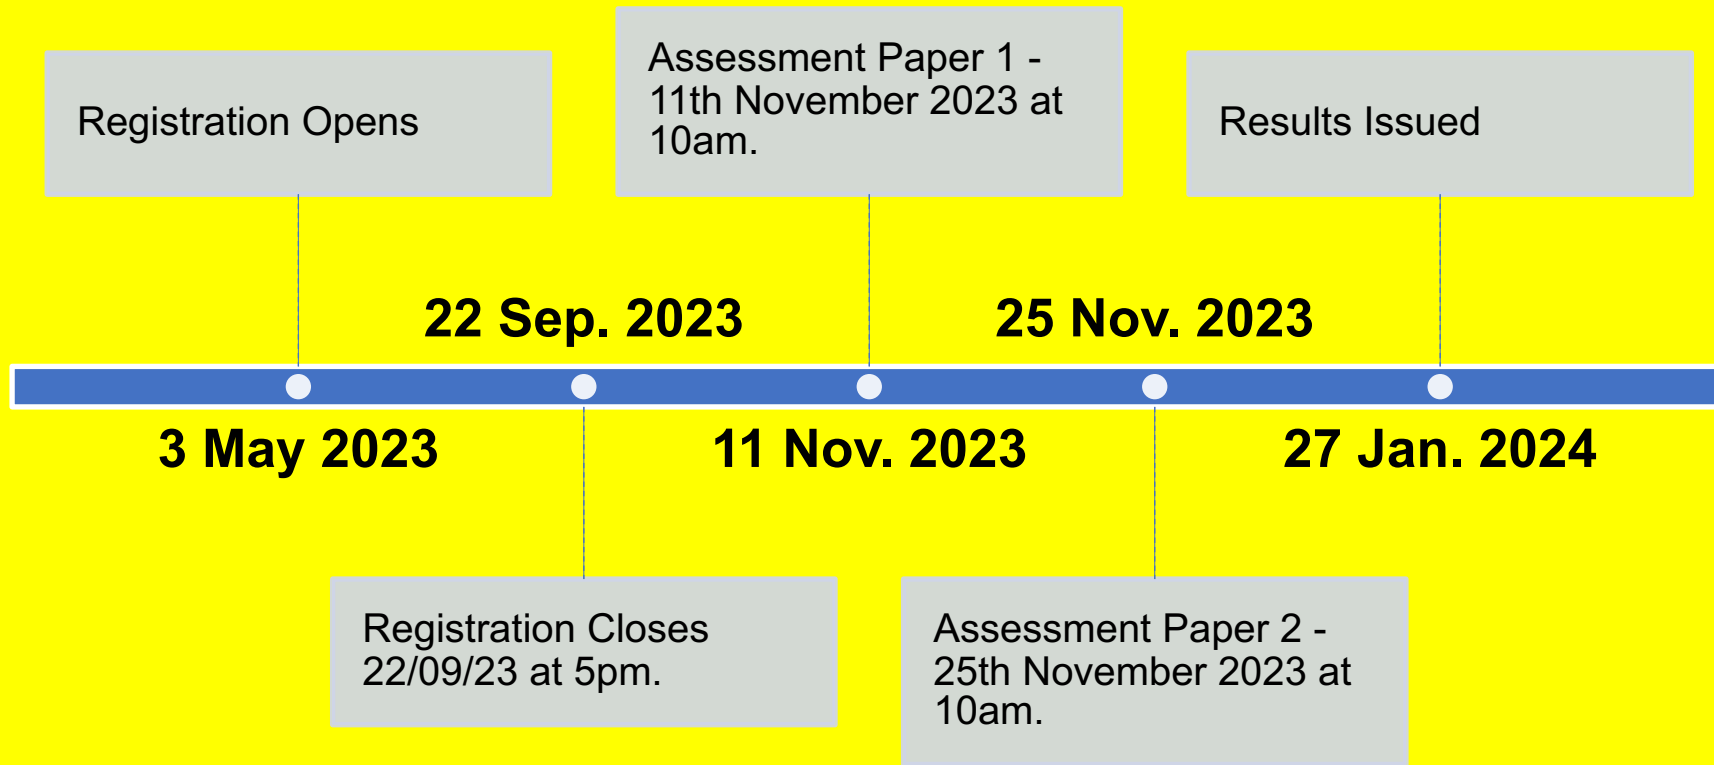 Registration Opens
Assessment Paper 1 -
11th November 2023 at
10am.
Results Issued
22 Sep. 2023
25 Nov. 2023
3 May 2023
11 Nov. 2023
27 Jan. 2024
Registration Closes
22/09/23 at 5pm.
Assessment Paper 2 -
25th November 2023 at
10am.